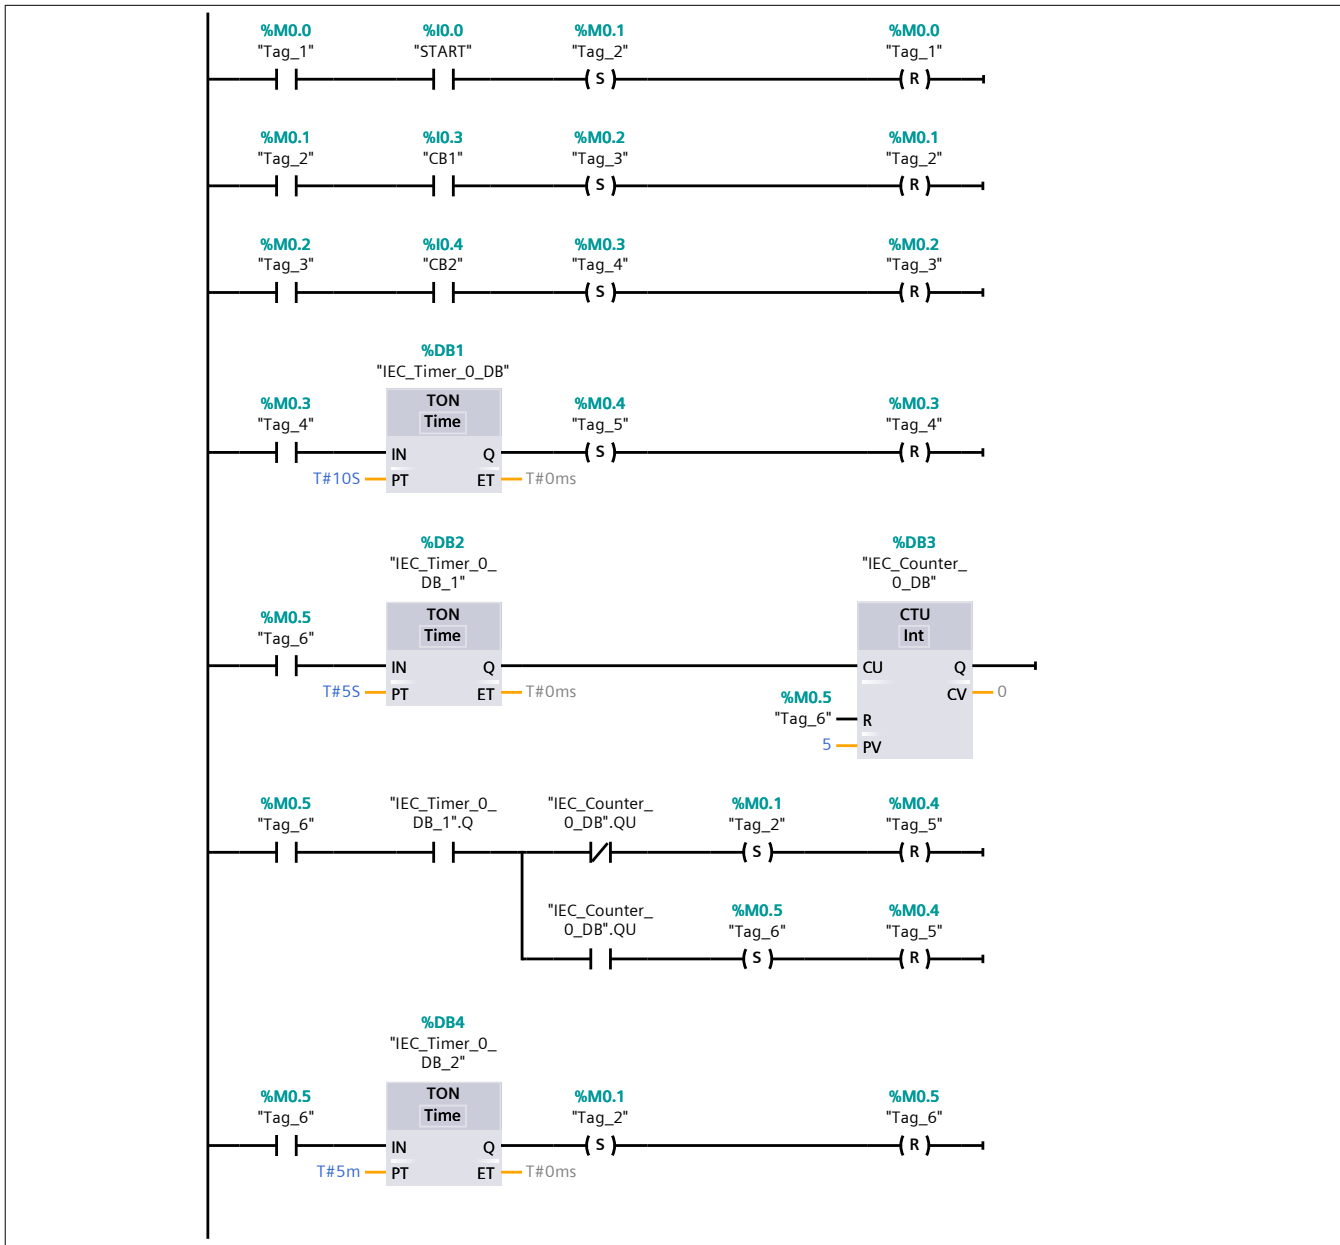 %M0.0 %I0.0 %M0.1 %M0.0
"Tag_1" "START" "Tag_2" "Tag_1"
S R
%M0.1 %I0.3 %M0.2 %M0.1
"Tag_2" "CB1" "Tag_3" "Tag_2"
S R
%M0.2 %I0.4 %M0.3 %M0.2
"Tag_3" "CB2" "Tag_4" "Tag_3"
S R
%DB1
"IEC_Timer_0_DB"
%M0.3 TON %M0.4 %M0.3
"Tag_4" Time "Tag_5" "Tag_4"
IN Q S R
T#10S PT ET T#0ms
%DB2 %DB3
"IEC_Timer_0_ "IEC_Counter_
DB_1" 0_DB"
%M0.5 TON CTU
"Tag_6" Time Int
IN Q CU Q
T#5S PT ET T#0ms CV 0
%M0.5
"Tag_6" R
5 PV
%M0.5 "IEC_Timer_0_ "IEC_Counter_ %M0.1 %M0.4
"Tag_6" DB_1".Q 0_DB".QU "Tag_2" "Tag_5"
S R
"IEC_Counter_ %M0.5 %M0.4
0_DB".QU "Tag_6" "Tag_5"
S R
%DB4
"IEC_Timer_0_
DB_2"
%M0.5 TON %M0.1 %M0.5
"Tag_6" Time "Tag_2" "Tag_6"
IN Q S R
T#5m PT ET T#0ms